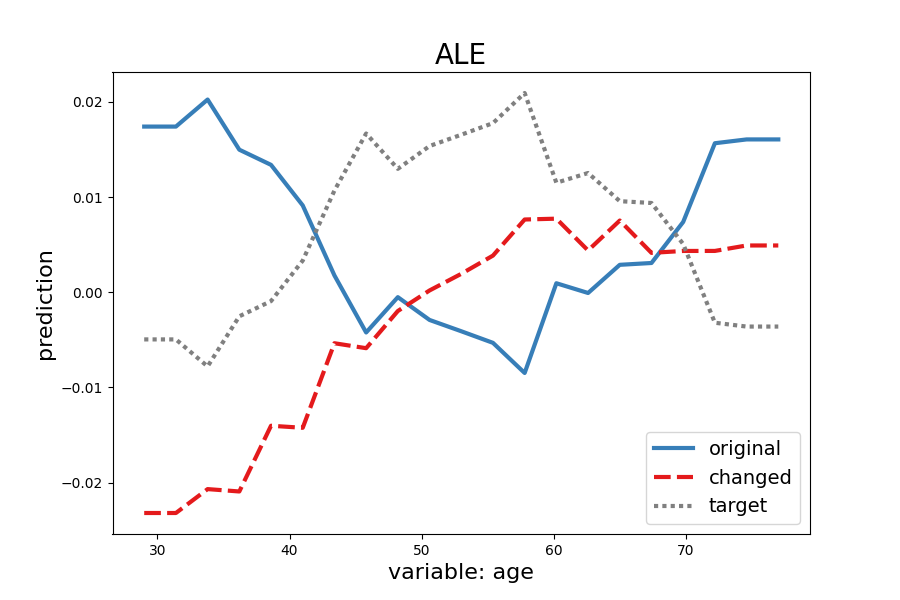 ALE
prediction
0.02
0.01
0.00
−0.01
−0.02
30 40 50 60 70
variable: age
original
changed
target